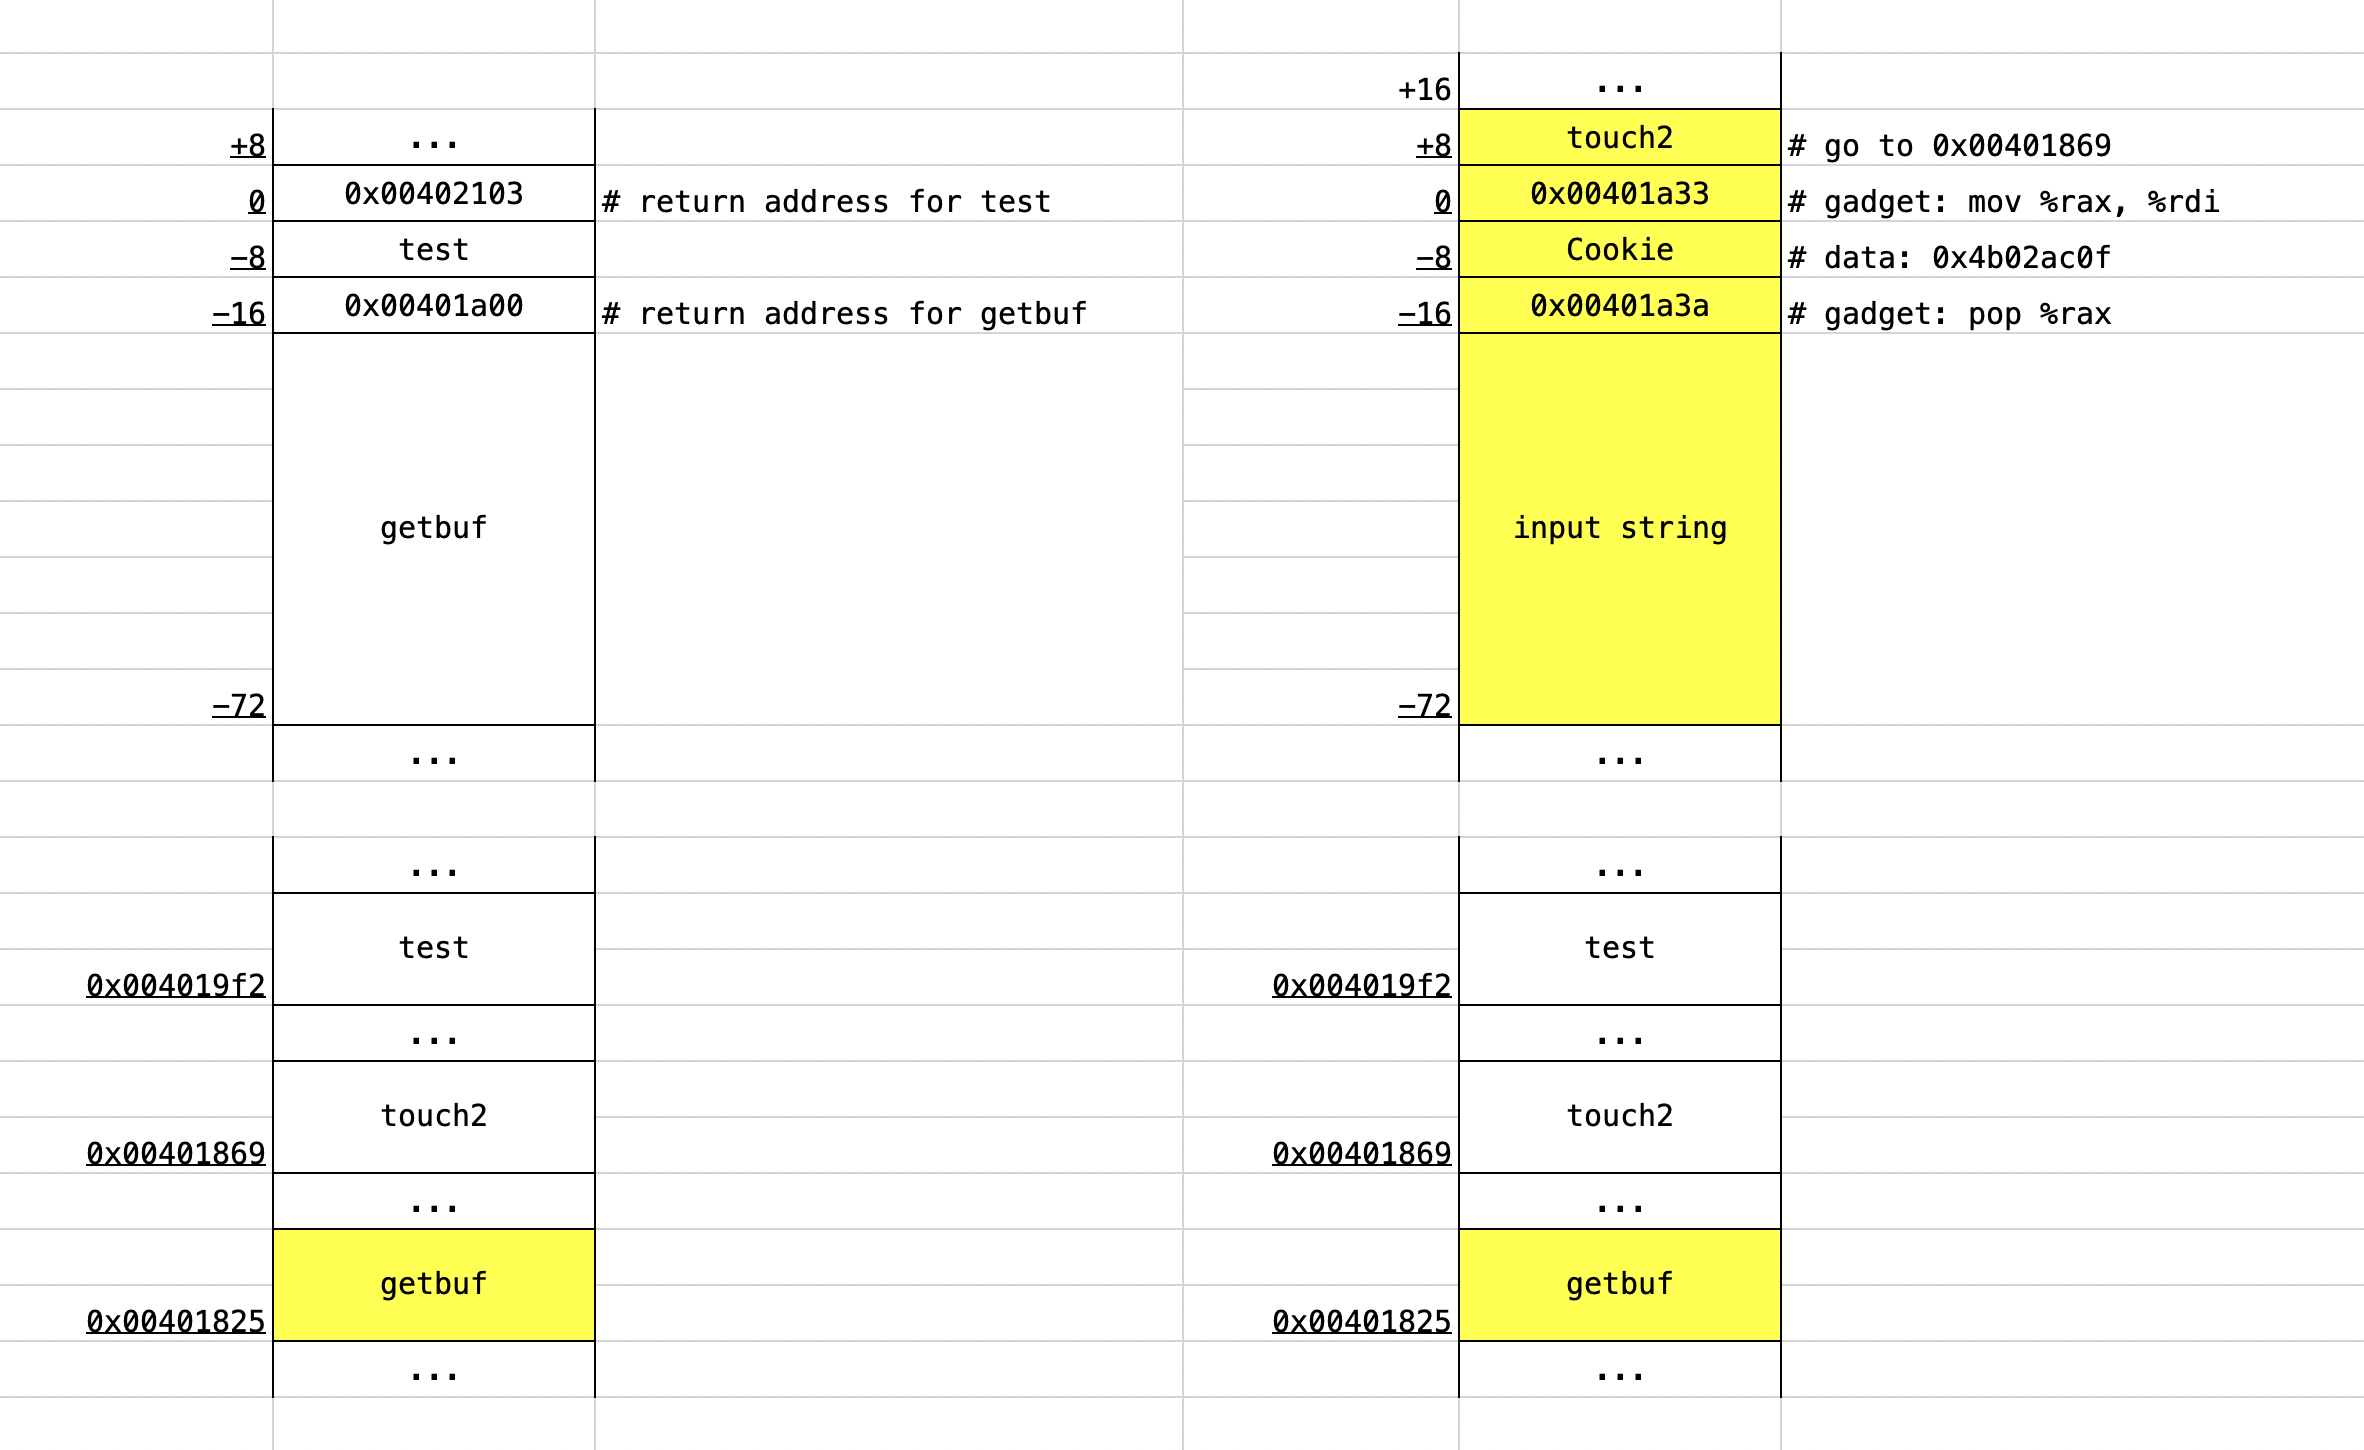 +16 ...
+8 ... +8 touch2 # go to 0x00401869
0 0x00402103 # return address for test 0 0x00401a33 # gadget: mov %rax, %rdi
−8 test −8 Cookie # data: 0x4b02ac0f
−16 0x00401a00 # return address for getbuf −16 0x00401a3a # gadget: pop %rax
getbuf input string
−72 −72
... ...
... ...
test test
0x004019f2 0x004019f2
... ...
touch2 touch2
0x00401869 0x00401869
... ...
getbuf getbuf
0x00401825 0x00401825
... ...